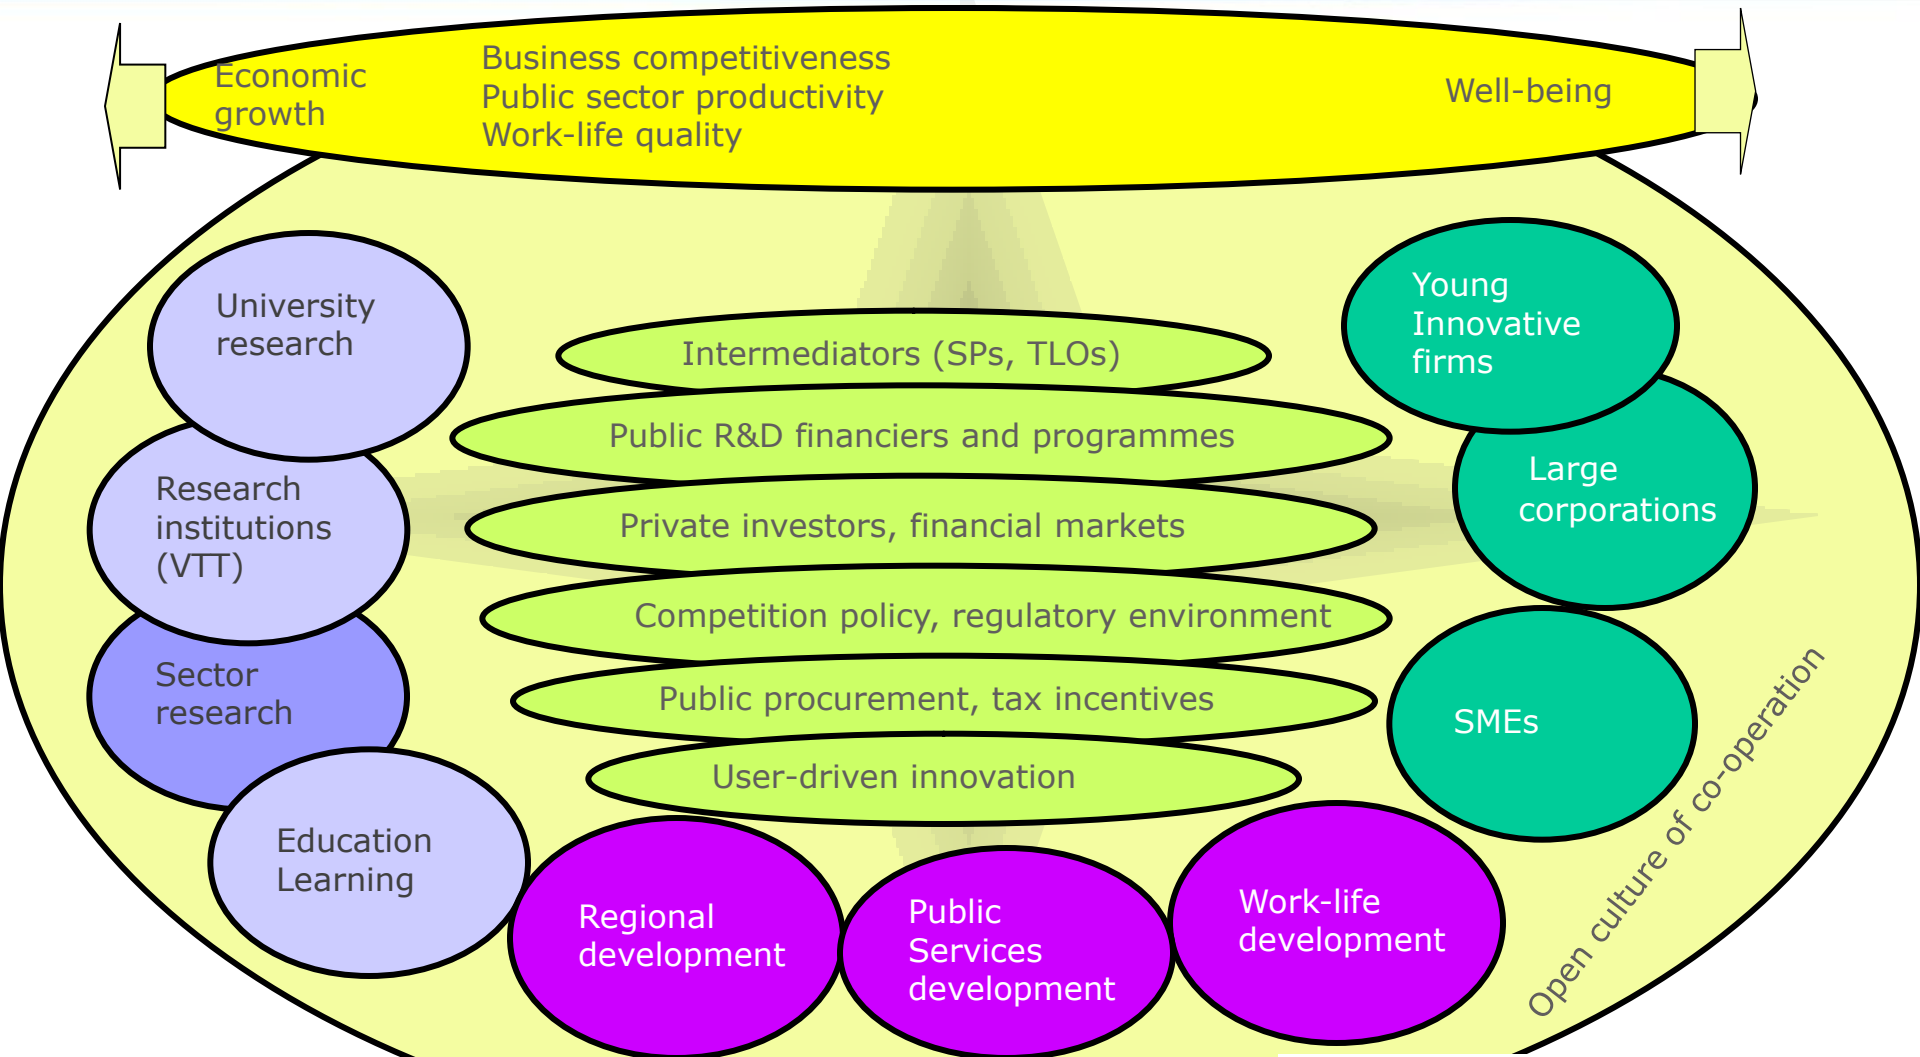 Economic
growth
Business competitiveness
Public sector productivity
Work-life quality
Well-being
University
research
Research
institutions
(VTT)
Sector
research
Education
Learning
Intermediators (SPs, TLOs)
Public R&D financiers and programmes
Private investors, financial markets
Competition policy, regulatory environment
Public procurement, tax incentives
User-driven innovation
Young
Innovative
firms
Large
corporations
SMEs
Regional
development
Public
Services
development
Work-life
development
Open culture of co-operation